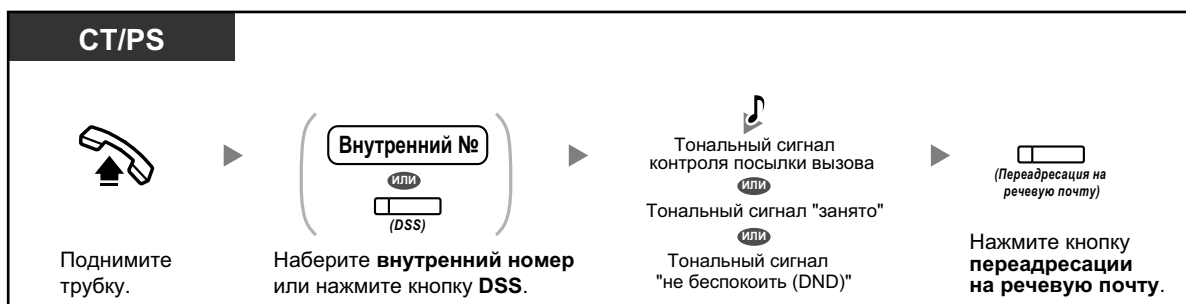 CT/PS
Внутренний №
или
(DSS)
Тональный сигнал
контроля посылки вызова
или
Тональный сигнал "занято"
или
Тональный сигнал
"не беспокоить (DND)"
(Переадресация на
речевую почту)
Поднимите
трубку.
Наберите внутренний номер
или нажмите кнопку DSS.
Нажмите кнопку
переадресации
на речевую почту.